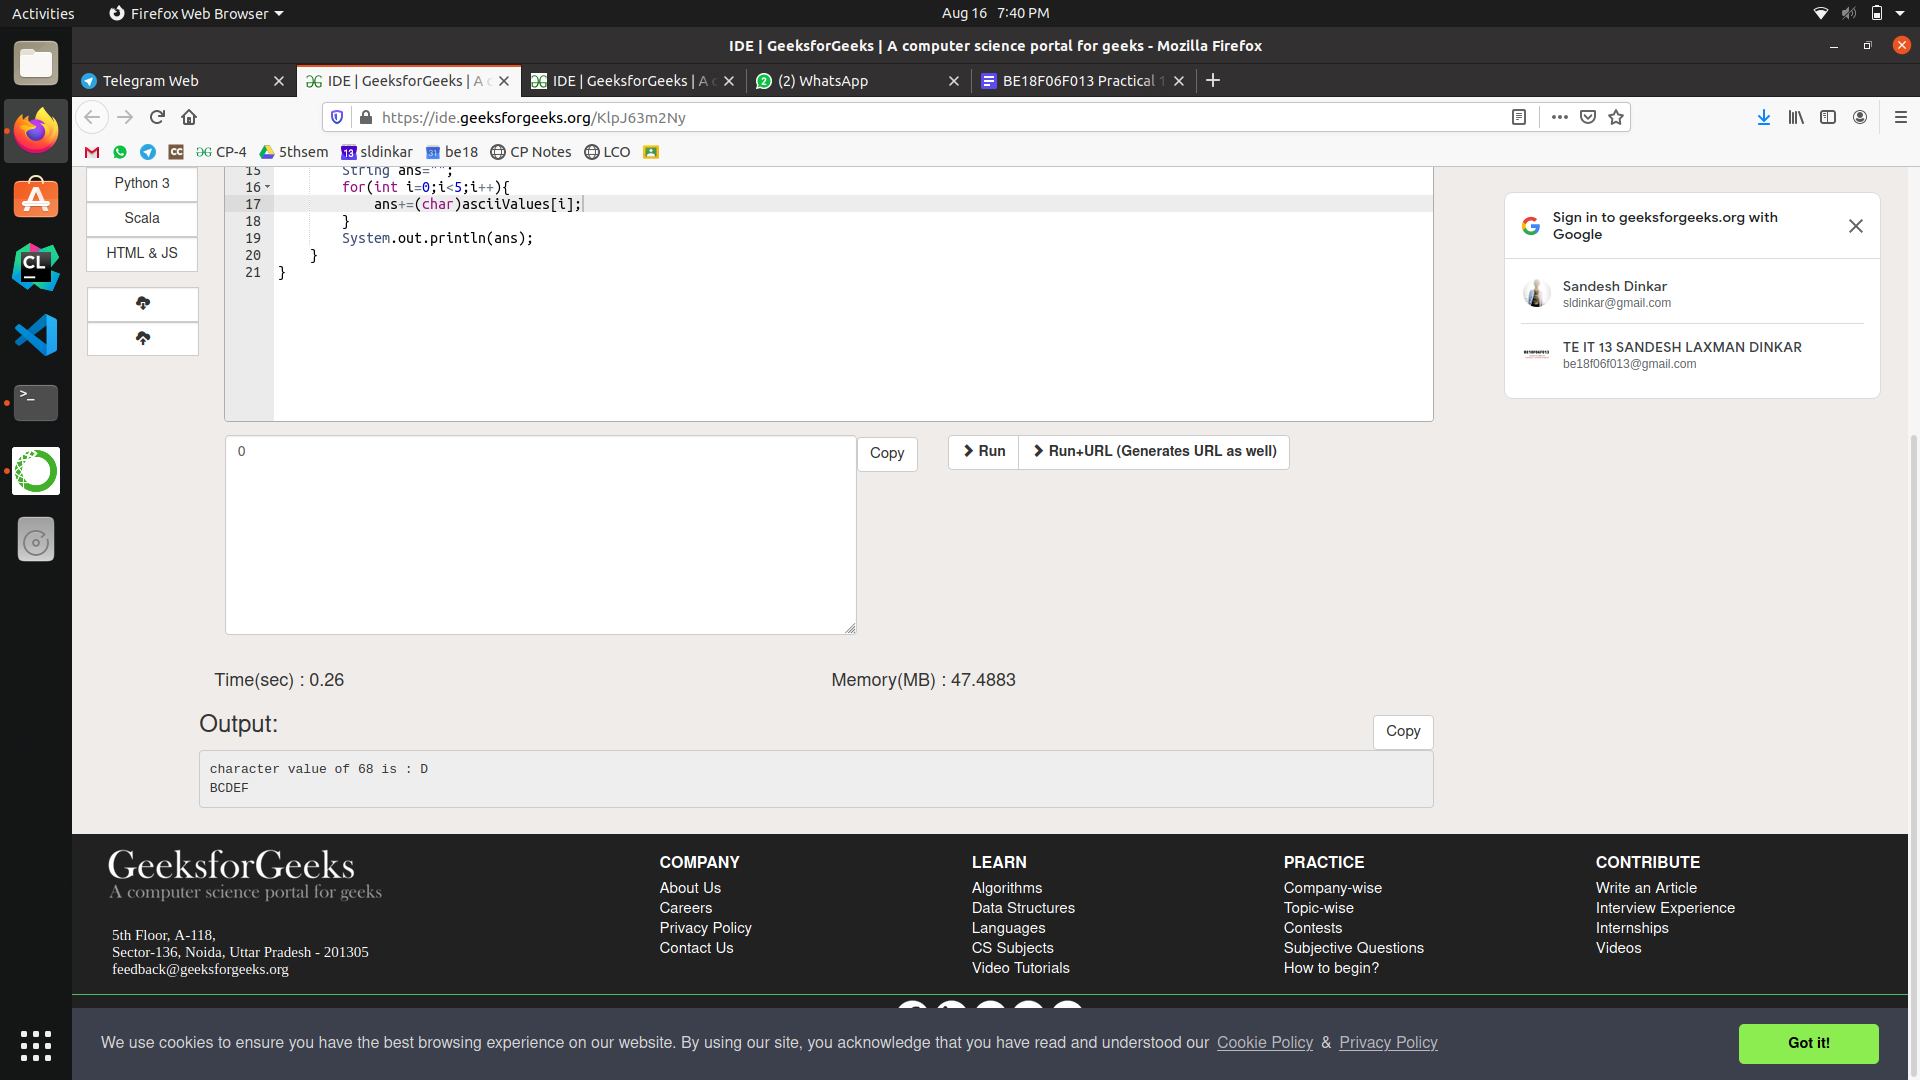 Activities
Firefox Web Browser
Aug 16 7:40 PM
IDE | GeeksforGeeks | A computer science portal for geeks - Mozilla Firefox
Telegram Web
IDE | GeeksforGeeks | A c
IDE | GeeksforGeeks | A
(2) WhatsApp
BE18F06F013 Practical 1
https://ide.geeksforgeeks.org/KlpJ63m2Ny
CP-4
5thsem
sldinkar
be18
CP Notes
LCO
Python 3
Scala
HTML & JS
15 String ans="";
16 for(int i=0;i<5;i++){
17 ans+=(char)asciiValues[i];
18 }
19 System.out.println(ans);
20 }
21 }
Sign in to geeksforgeeks.org with
Google
Sandesh Dinkar
sldinkar@gmail.com
TE IT 13 SANDESH LAXMAN DINKAR
be18f06f013@gmail.com
0
Copy
Run
Run+URL (Generates URL as well)
Time(sec) : 0.26
Memory(MB) : 47.4883
Output:
Copy
character value of 68 is : D
BCDEF
GeeksforGeeks
A computer science portal for geeks
5th Floor, A-118,
Sector-136, Noida, Uttar Pradesh - 201305
feedback@geeksforgeeks.org
COMPANY
About Us
Careers
Privacy Policy
Contact Us
LEARN
Algorithms
Data Structures
Languages
CS Subjects
Video Tutorials
PRACTICE
Company-wise
Topic-wise
Contests
Subjective Questions
How to begin?
CONTRIBUTE
Write an Article
Interview Experience
Internships
Videos
We use cookies to ensure you have the best browsing experience on our website. By using our site, you acknowledge that you have read and understood our Cookie Policy & Privacy Policy
Got it!